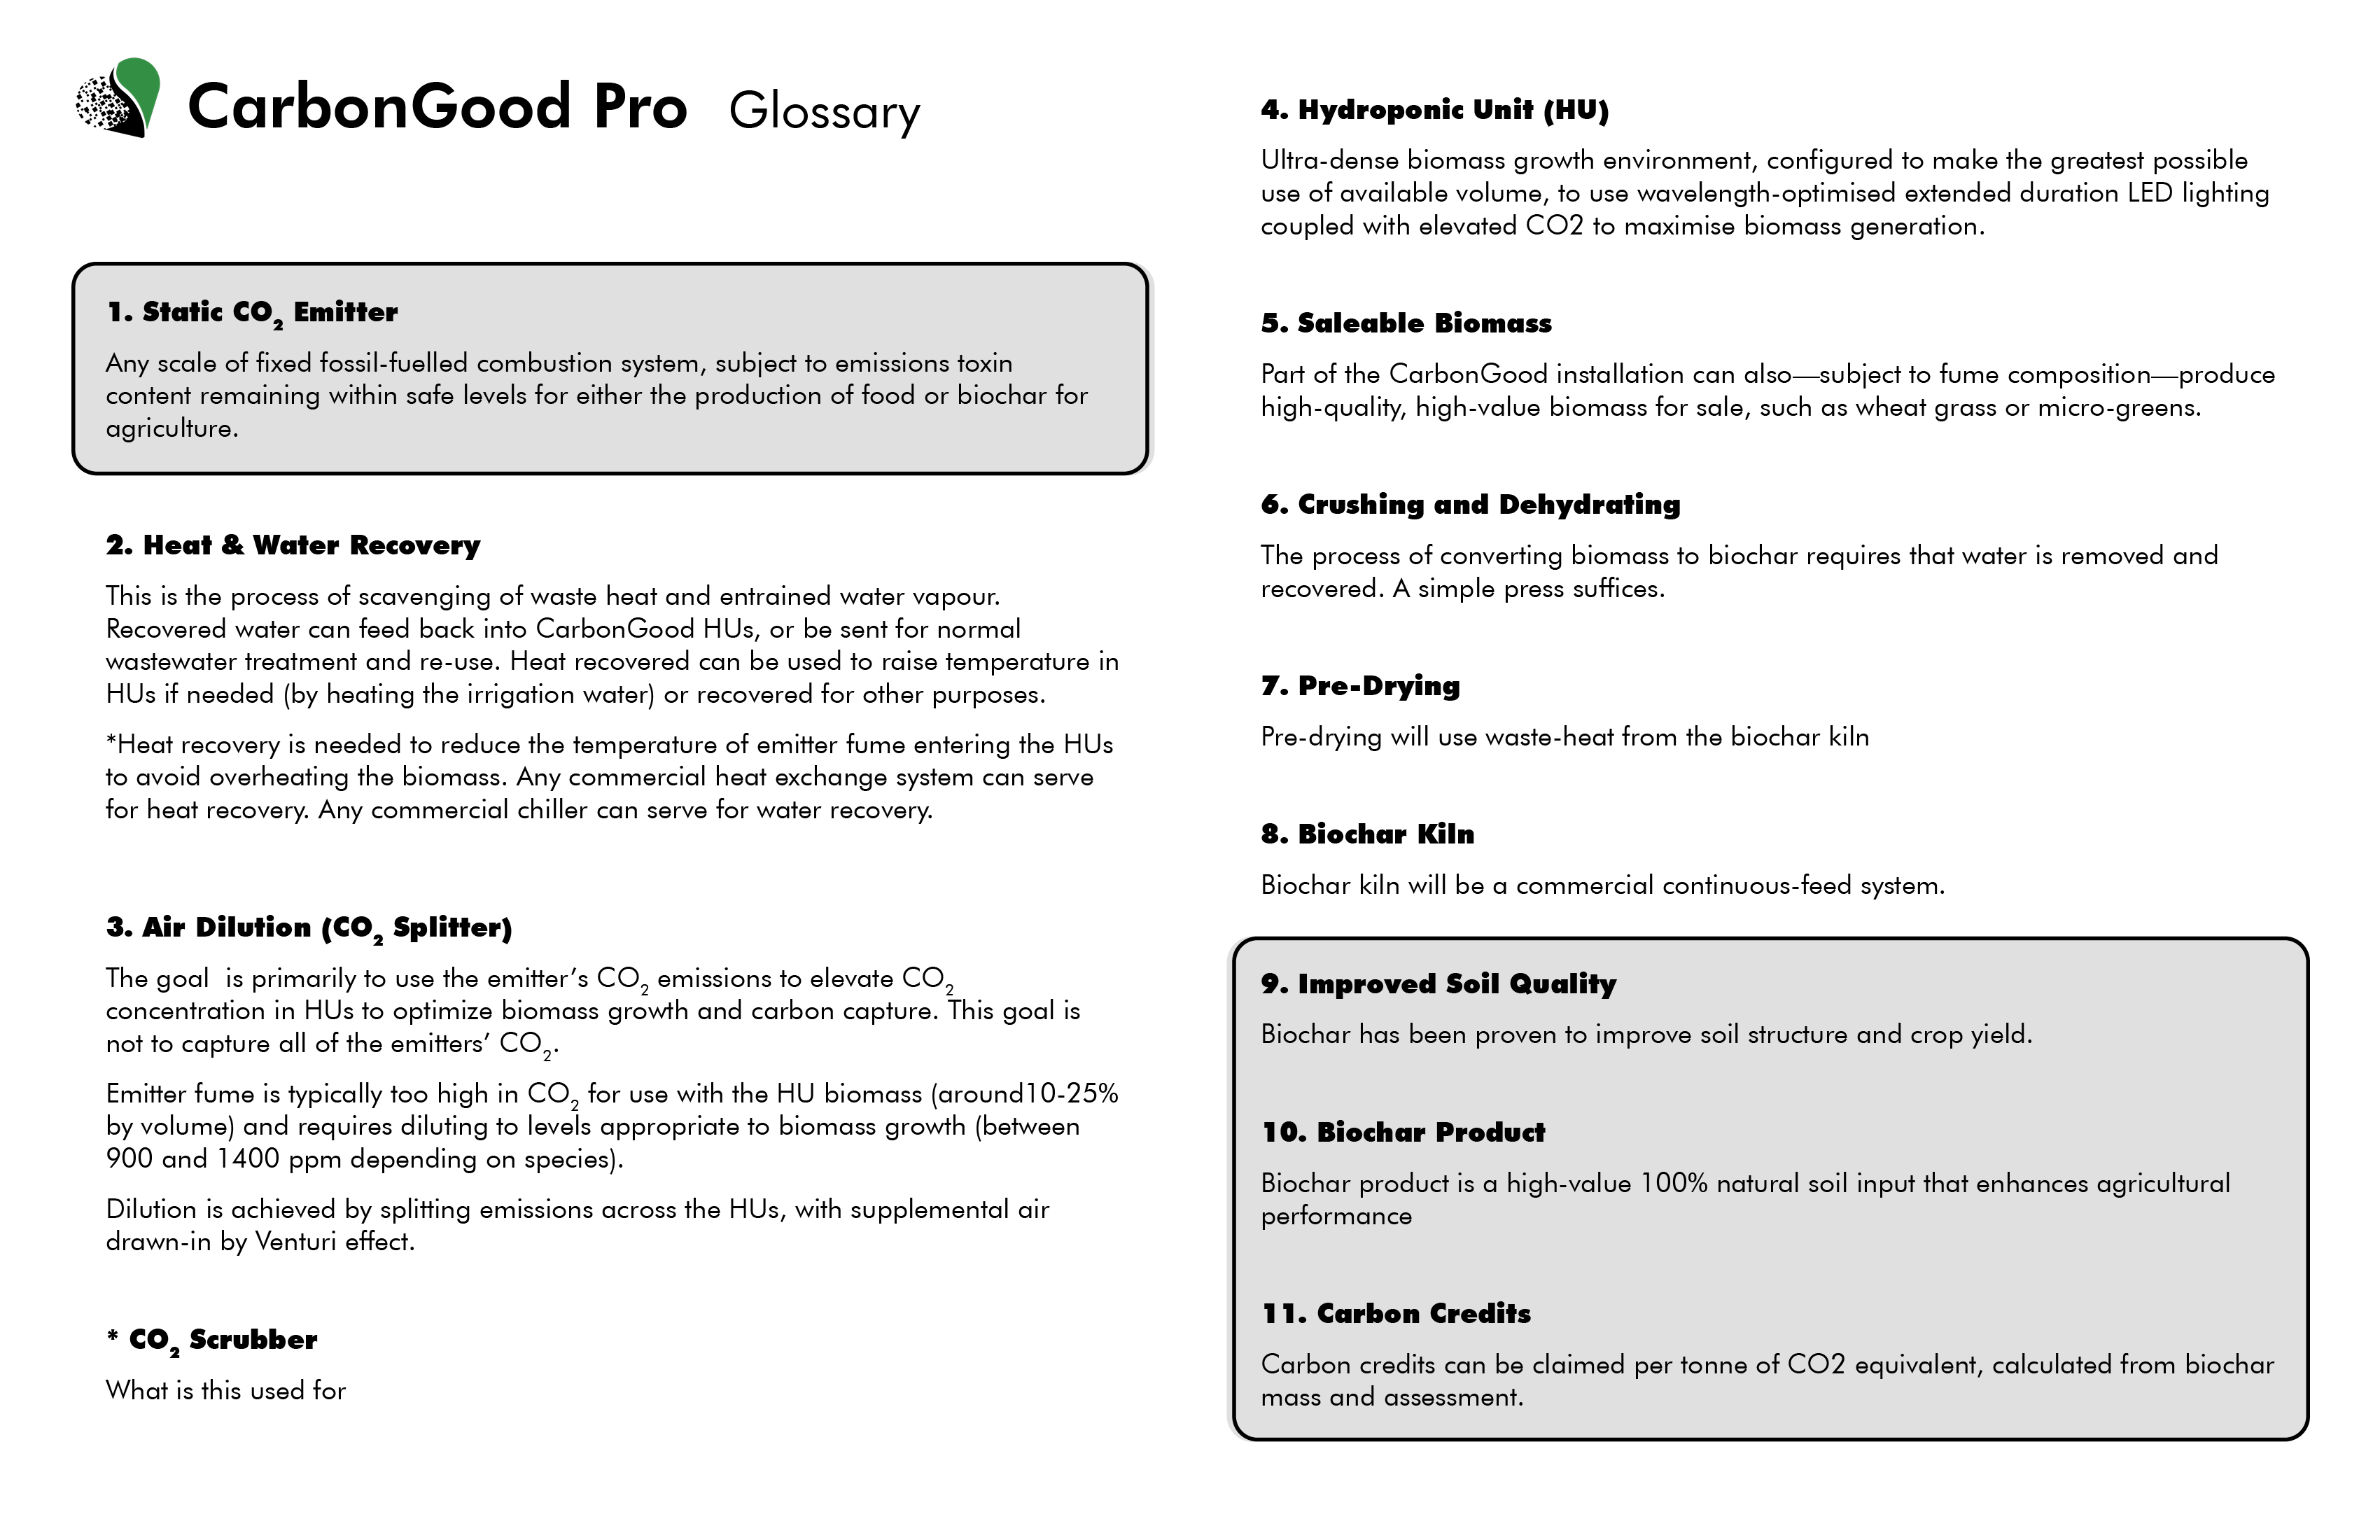 CarbonGood Pro Glossary
1. Static CO₂ Emitter
Any scale of fixed fossil-fuelled combustion system, subject to emissions toxin
content remaining within safe levels for either the production of food or biochar for
agriculture.
2. Heat & Water Recovery
This is the process of scavenging of waste heat and entrained water vapour.
Recovered water can feed back into CarbonGood HUs, or be sent for normal
wastewater treatment and re-use. Heat recovered can be used to raise temperature in
HUs if needed (by heating the irrigation water) or recovered for other purposes.
*Heat recovery is needed to reduce the temperature of emitter fume entering the HUs
to avoid overheating the biomass. Any commercial heat exchange system can serve
for heat recovery. Any commercial chiller can serve for water recovery.
3. Air Dilution (CO₂ Splitter)
The goal  is primarily to use the emitter’s CO₂ emissions to elevate CO₂
concentration in HUs to optimize biomass growth and carbon capture. This goal is
not to capture all of the emitters’ CO₂.
Emitter fume is typically too high in CO₂ for use with the HU biomass (around10-25%
by volume) and requires diluting to levels appropriate to biomass growth (between
900 and 1400 ppm depending on species).
Dilution is achieved by splitting emissions across the HUs, with supplemental air
drawn-in by Venturi effect.
* CO₂ Scrubber
What is this used for
4. Hydroponic Unit (HU)
Ultra-dense biomass growth environment, configured to make the greatest possible
use of available volume, to use wavelength-optimised extended duration LED lighting
coupled with elevated CO2 to maximise biomass generation.
5. Saleable Biomass
Part of the CarbonGood installation can also—subject to fume composition—produce
high-quality, high-value biomass for sale, such as wheat grass or micro-greens.
6. Crushing and Dehydrating
The process of converting biomass to biochar requires that water is removed and
recovered. A simple press suffices.
7. Pre-Drying
Pre-drying will use waste-heat from the biochar kiln
8. Biochar Kiln
Biochar kiln will be a commercial continuous-feed system.
9. Improved Soil Quality
Biochar has been proven to improve soil structure and crop yield.
10. Biochar Product
Biochar product is a high-value 100% natural soil input that enhances agricultural
performance
11. Carbon Credits
Carbon credits can be claimed per tonne of CO2 equivalent, calculated from biochar
mass and assessment.